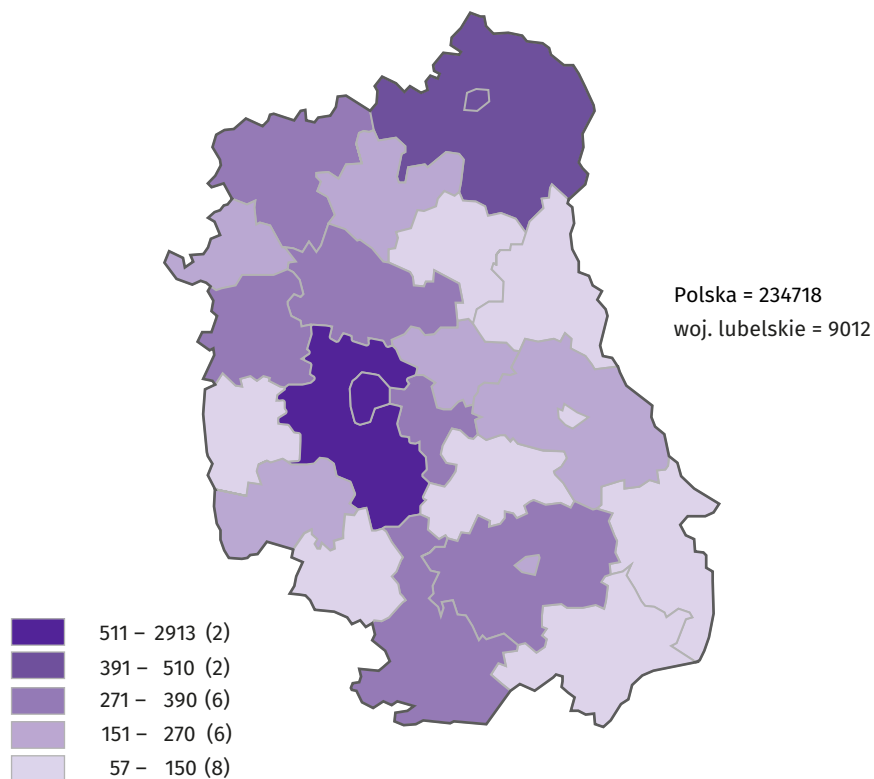 Polska = 234718
woj. lubelskie = 9012
511 – 2913 (2)
391 – 510 (2)
271 – 390 (6)
151 – 270 (6)
57 – 150 (8)